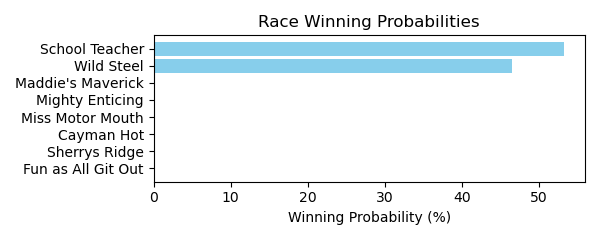 Race Winning Probabilities
School Teacher
Wild Steel
Maddie's Maverick
Mighty Enticing
Miss Motor Mouth
Cayman Hot
Sherrys Ridge
Fun as All Git Out
0 10 20 30 40 50
Winning Probability (%)